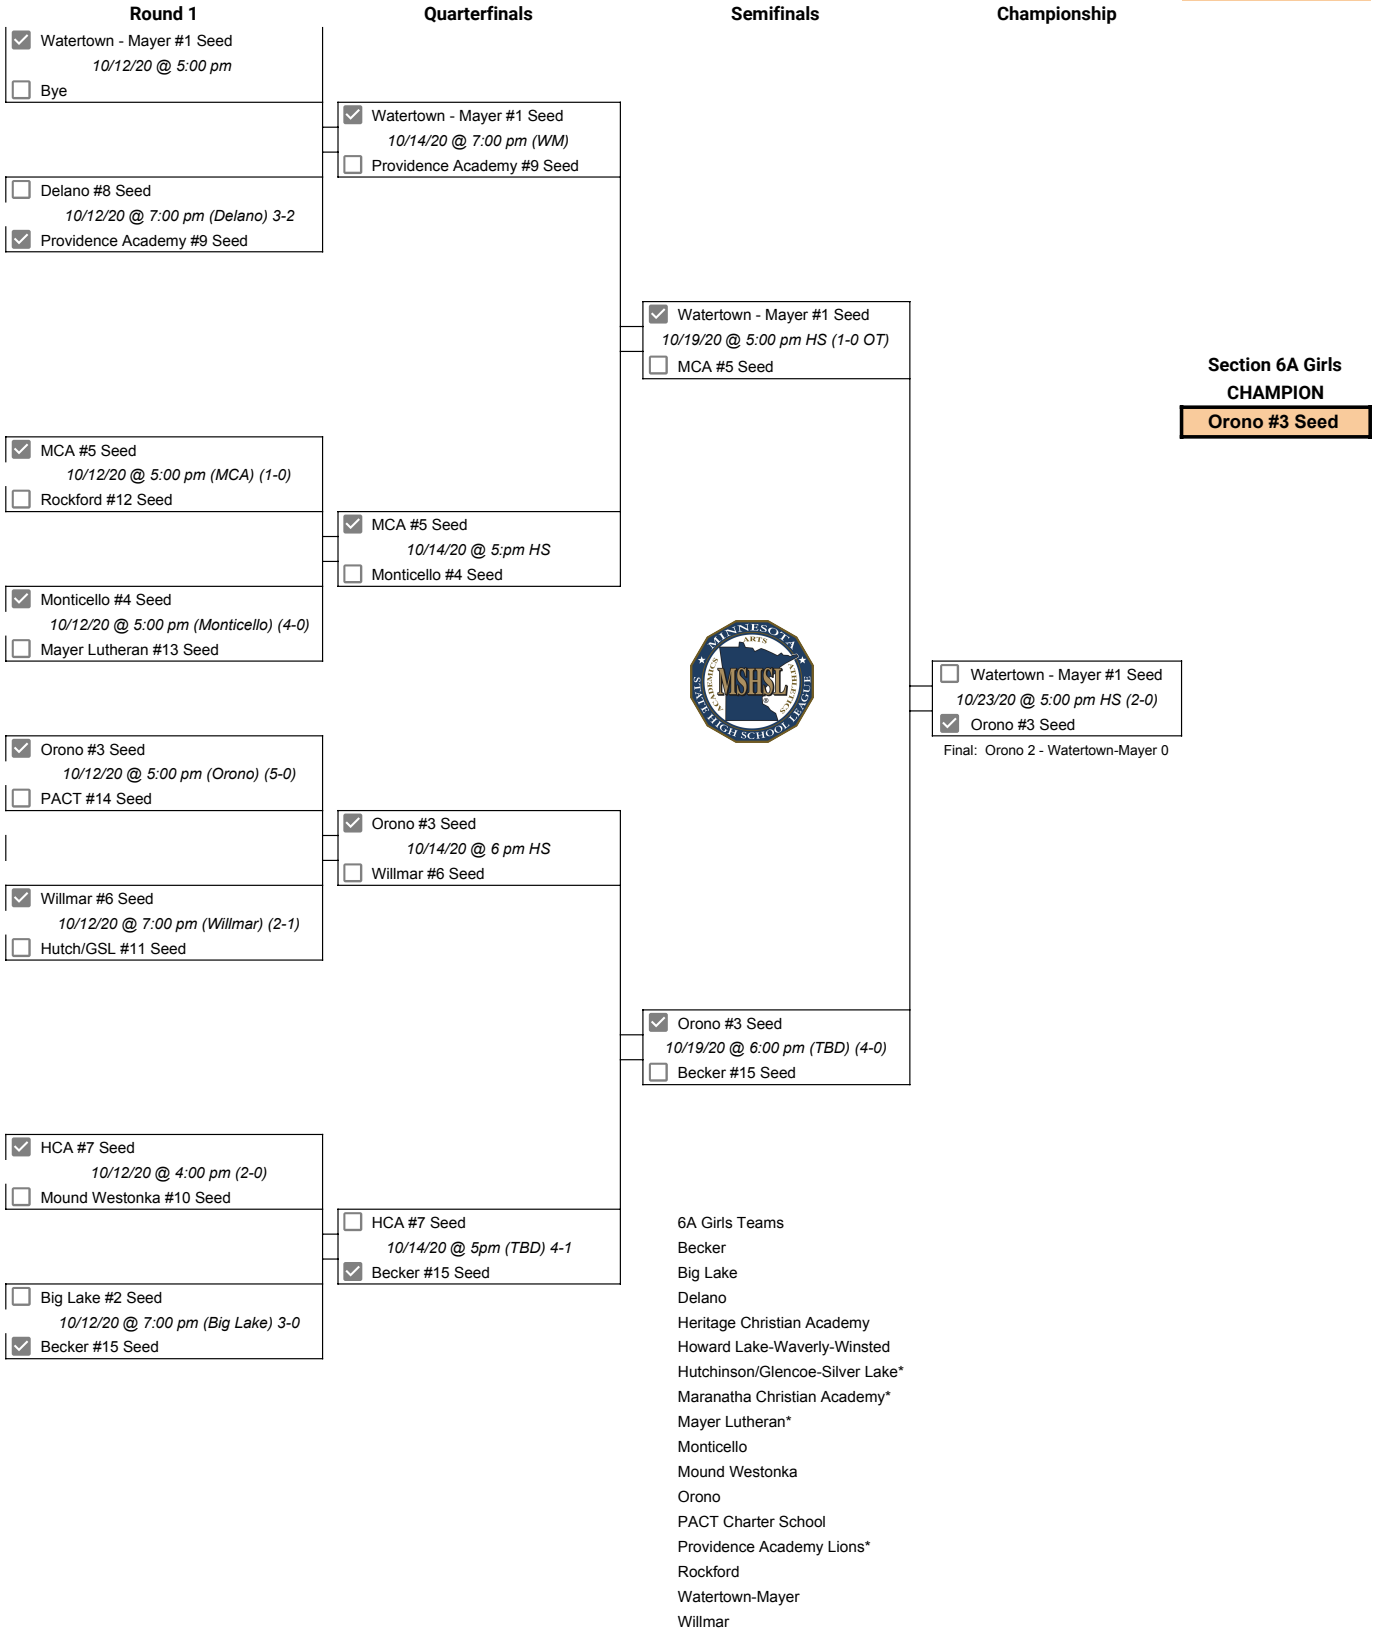 Round 1
Quarterfinals
Semifinals
Championship
Watertown - Mayer #1 Seed
10/12/20 @ 5:00 pm
Bye
Watertown - Mayer #1 Seed
10/14/20 @ 7:00 pm (WM)
Providence Academy #9 Seed
Delano #8 Seed
10/12/20 @ 7:00 pm (Delano) 3-2
Providence Academy #9 Seed
Watertown - Mayer #1 Seed
10/19/20 @ 5:00 pm HS (1-0 OT)
MCA #5 Seed
Section 6A Girls
CHAMPION
Orono #3 Seed
MCA #5 Seed
10/12/20 @ 5:00 pm (MCA) (1-0)
Rockford #12 Seed
MCA #5 Seed
10/14/20 @ 5:pm HS
Monticello #4 Seed
Monticello #4 Seed
10/12/20 @ 5:00 pm (Monticello) (4-0)
Mayer Lutheran #13 Seed
MINNESOTA
STATE HIGH SCHOOL LEAGUE
ACADEMICS
ARTS
ATHLETICS
MSHSL
®
Watertown - Mayer #1 Seed
10/23/20 @ 5:00 pm HS (2-0)
Orono #3 Seed
Final: Orono 2 - Watertown-Mayer 0
Orono #3 Seed
10/12/20 @ 5:00 pm (Orono) (5-0)
PACT #14 Seed
Orono #3 Seed
10/14/20 @ 6 pm HS
Willmar #6 Seed
Willmar #6 Seed
10/12/20 @ 7:00 pm (Willmar) (2-1)
Hutch/GSL #11 Seed
Orono #3 Seed
10/19/20 @ 6:00 pm (TBD) (4-0)
Becker #15 Seed
HCA #7 Seed
10/12/20 @ 4:00 pm (2-0)
Mound Westonka #10 Seed
HCA #7 Seed
10/14/20 @ 5pm (TBD) 4-1
Becker #15 Seed
Big Lake #2 Seed
10/12/20 @ 7:00 pm (Big Lake) 3-0
Becker #15 Seed
6A Girls Teams
Becker
Big Lake
Delano
Heritage Christian Academy
Howard Lake-Waverly-Winsted
Hutchinson/Glencoe-Silver Lake*
Maranatha Christian Academy*
Mayer Lutheran*
Monticello
Mound Westonka
Orono
PACT Charter School
Providence Academy Lions*
Rockford
Watertown-Mayer
Willmar